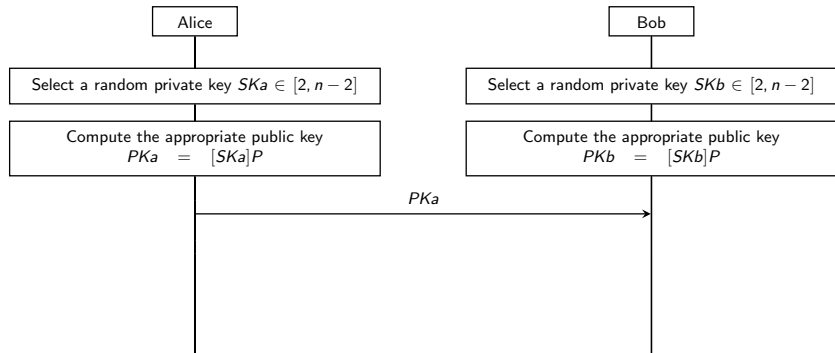 Alice
Bob
Select a random private key SKa ∈ [2, n − 2]
Select a random private key SKb ∈ [2, n − 2]
Compute the appropriate public key
PKa = [SKa]P
Compute the appropriate public key
PKb = [SKb]P
PKa